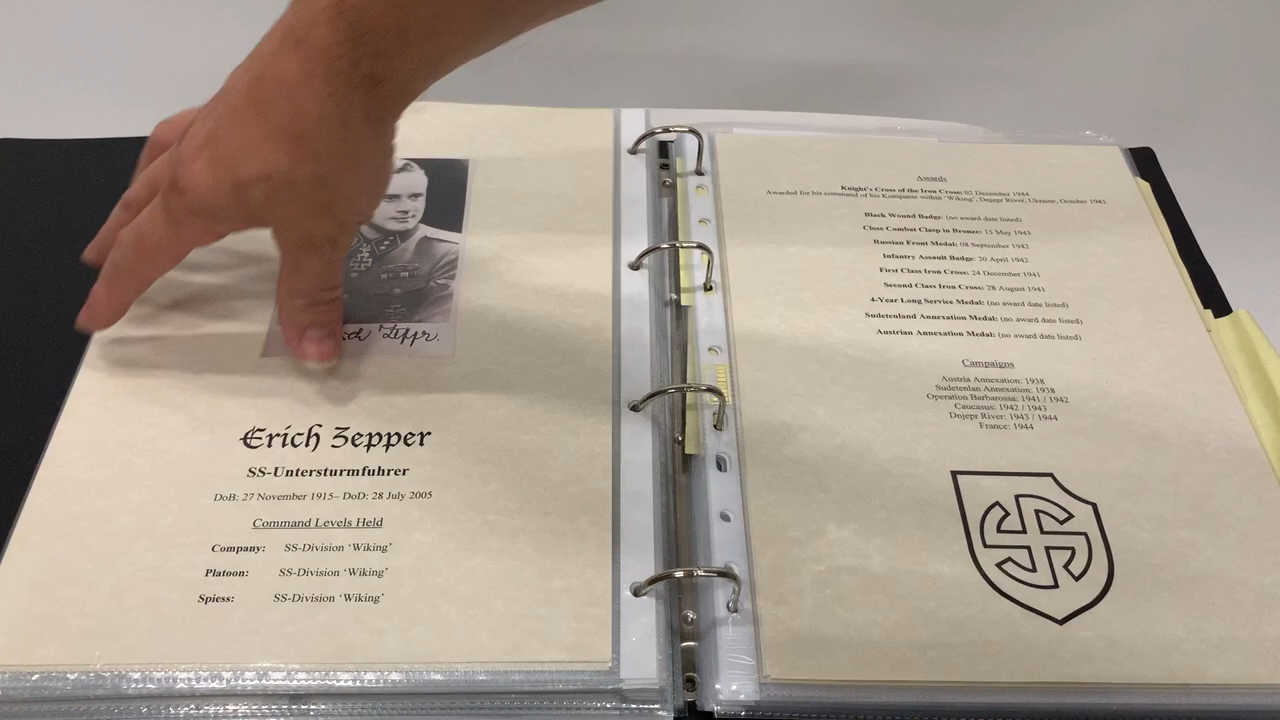 Zeppr.
Erich Zepper
SS-Untersturmfuhrer
DoB: 27 November 1915– DoD: 28 July 2005
Command Levels Held
Company: SS-Division ‘Wiking’
Platoon: SS-Division ‘Wiking’
Spiess: SS-Division ‘Wiking’
Awards
Knight's Cross of the Iron Cross: 02 December 1944
Awarded for his command of his Kompanie within 'Wiking', Dnjepr River, Ukraine, October 1943
Black Wound Badge: (no award date listed)
Close Combat Clasp in Bronze: 15 May 1943
Russian Front Medal: 08 September 1942
Infantry Assault Badge: 20 April 1942
First Class Iron Cross: 24 December 1941
Second Class Iron Cross: 28 August 1941
4-Year Long Service Medal: (no award date listed)
Sudetenland Annexation Medal: (no award date listed)
Austrian Annexation Medal: (no award date listed)
Campaigns
Austria Annexation: 1938
Sudetenlan Annexation: 1938
Operation Barbarossa: 1941 / 1942
Caucasus: 1942 / 1943
Dnjepr River: 1943 / 1944
France: 1944